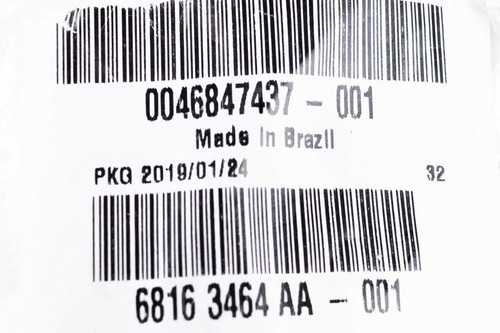 0046847437 - 001
Made In Brazil
PKG 2019/01/24 32
6816 3464 AA - 001